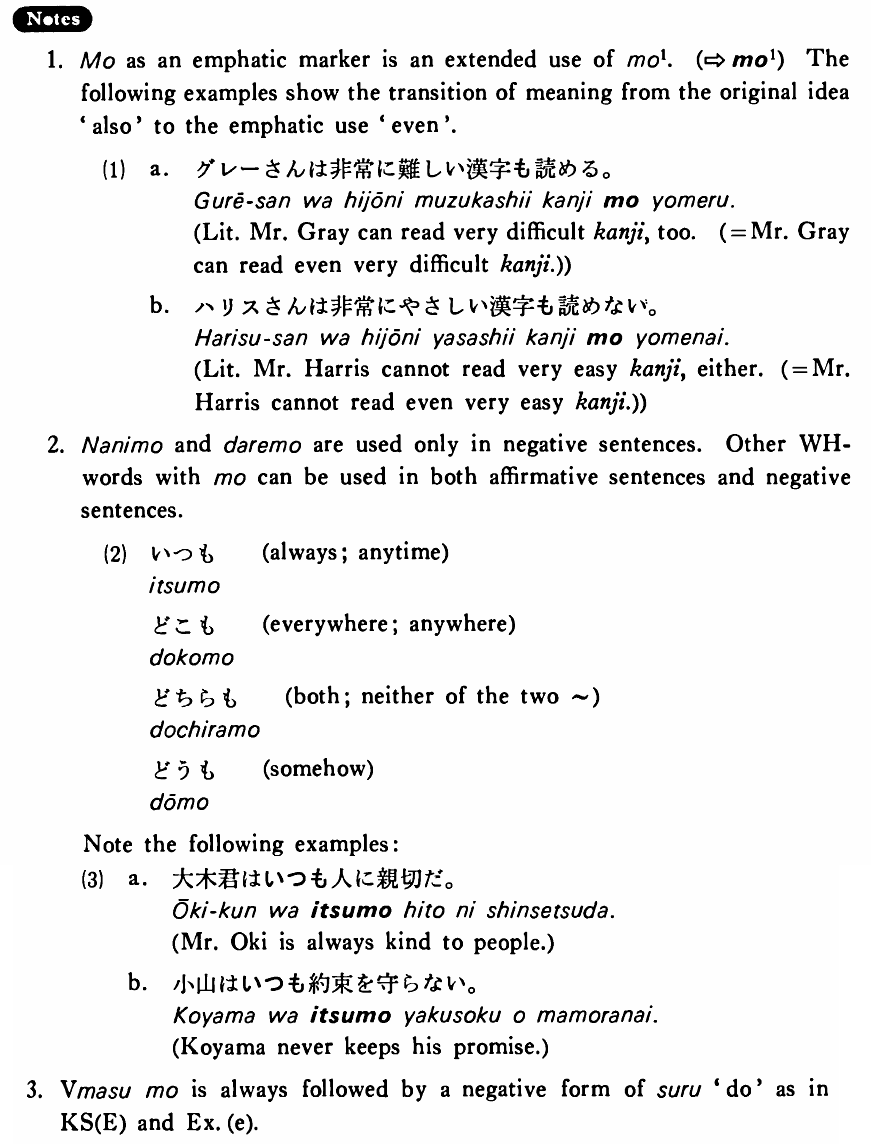 Notes
1. Mo as an emphatic marker is an extended use of mo¹. (⇨ mo¹) The
following examples show the transition of meaning from the original idea
‘also’ to the emphatic use ‘even’.
(1) a. グレーさんは非常に難しい漢字も読める。
Gurē-san wa hijōni muzukashii kanji mo yomeru.
(Lit. Mr. Gray can read very difficult kanji, too. (=Mr. Gray
can read even very difficult kanji.))
b. ハリスさんは非常にやさしい漢字も読めない。
Harisu-san wa hijōni yasashii kanji mo yomenai.
(Lit. Mr. Harris cannot read very easy kanji, either. (=Mr.
Harris cannot read even very easy kanji.))
2. Nanimo and daremo are used only in negative sentences. Other WH-
words with mo can be used in both affirmative sentences and negative
sentences.
(2) いつも (always; anytime)
itsumo
どこも (everywhere; anywhere)
dokomo
どちらも (both; neither of the two ~)
dochiramo
どうも (somehow)
dōmo
Note the following examples:
(3) a. 大木君はいつも人に親切だ。
Ōki-kun wa itsumo hito ni shinsetsuda.
(Mr. Oki is always kind to people.)
b. 小山はいつも約束を守らない。
Koyama wa itsumo yakusoku o mamoranai.
(Koyama never keeps his promise.)
3. Vmasu mo is always followed by a negative form of suru ‘do’ as in
KS(E) and Ex. (e).